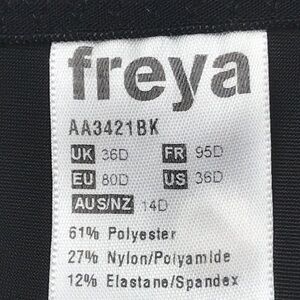 freya
AA3421BK
UK 36D FR 95D
EU 80D US 36D
AUS/NZ 14D
61% Polyester
27% Nylon/Polyamide
12% Elastane/Spandex